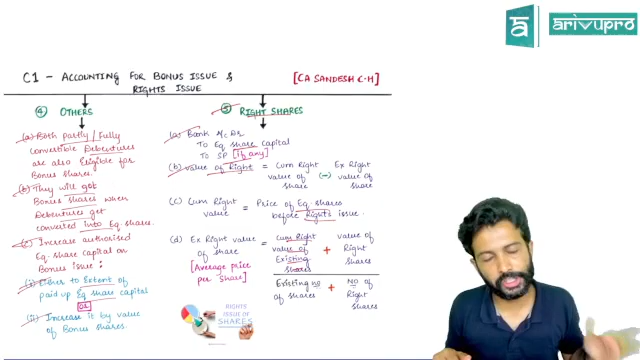 arivupro
C1 - ACCOUNTING FOR BONUS ISSUE &
RIGHTS ISSUE
[CA SANDESH C.H]
④ OTHERS
(a) Both partly / Fully
convertible Debentures
are also Eligible for
Bonus shares.
(b) They will get
Bonus shares when
Debentures get
converted into Eq share.
(c) Increase authorised
Eq share capital on
Bonus issue:
(i) Either to Extent of
paid up Eq share capital
OR
(ii) Increase it by value
of Bonus shares.
⑤ RIGHT SHARES
(a) Bank A/c Dr
To Eq share capital
To SP [if any]
(b) value of Right = Cum Right value of share (-) Ex Right value of share
(c) Cum Right value = Price of Eq. shares before Rights issue.
(d) Ex Right value of share [Average price per share] = Cum Right value of Existing shares + value of Right shares
Existing no of shares + NO of Right shares
RIGHTS
ISSUE OF
SHARES